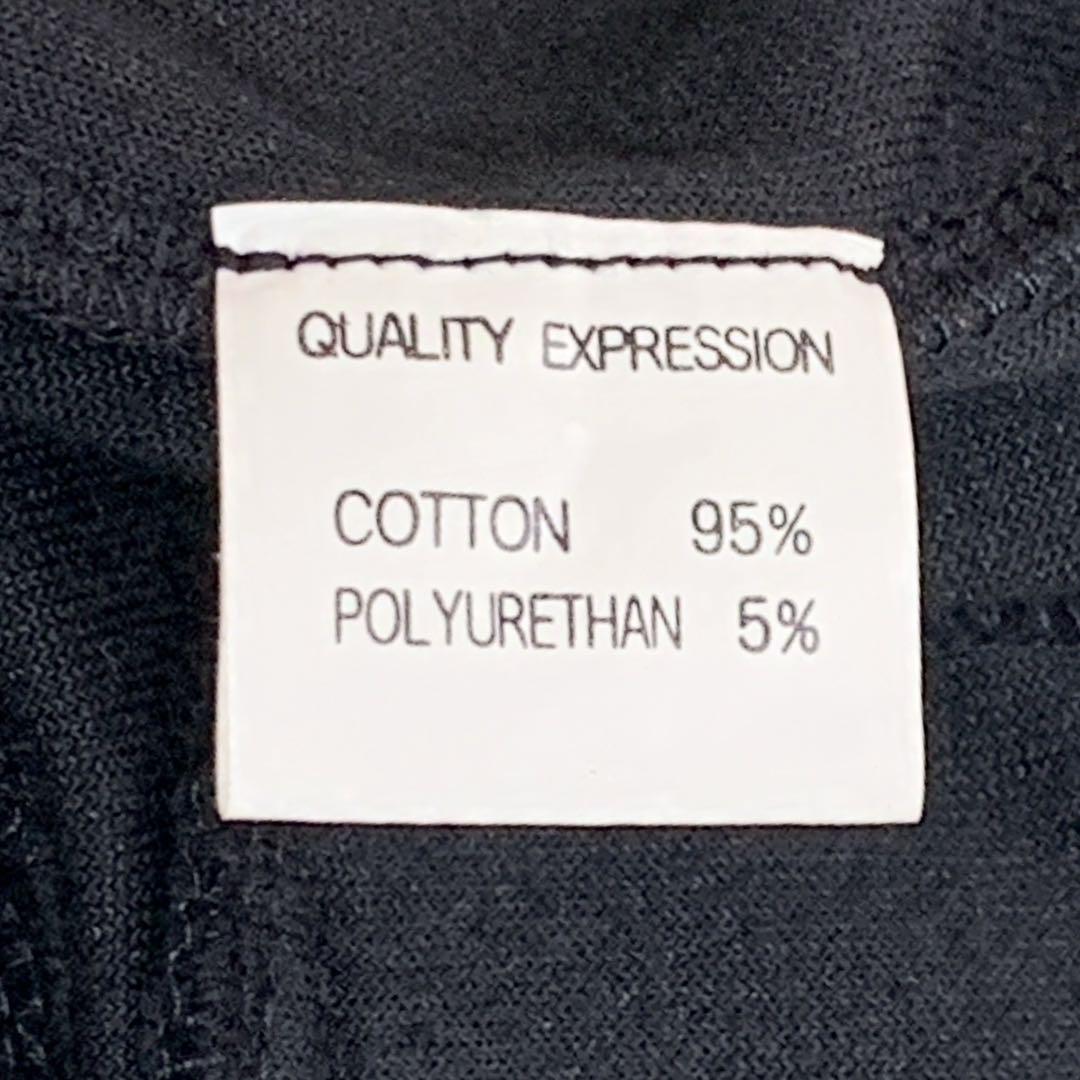 QUALITY EXPRESSION
COTTON 95%
POLYURETHAN 5%